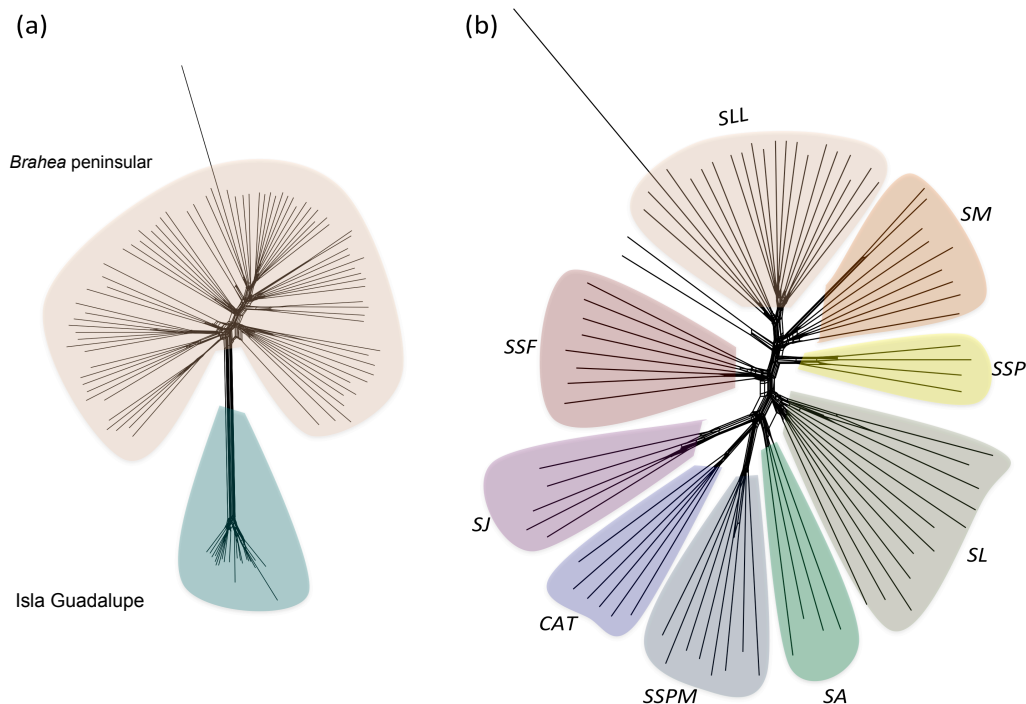 (a)
(b)
SLL
Brahea peninsular
SM
SSF
SSP
SJ
SL
Isla Guadalupe
CAT
SSPM
SA